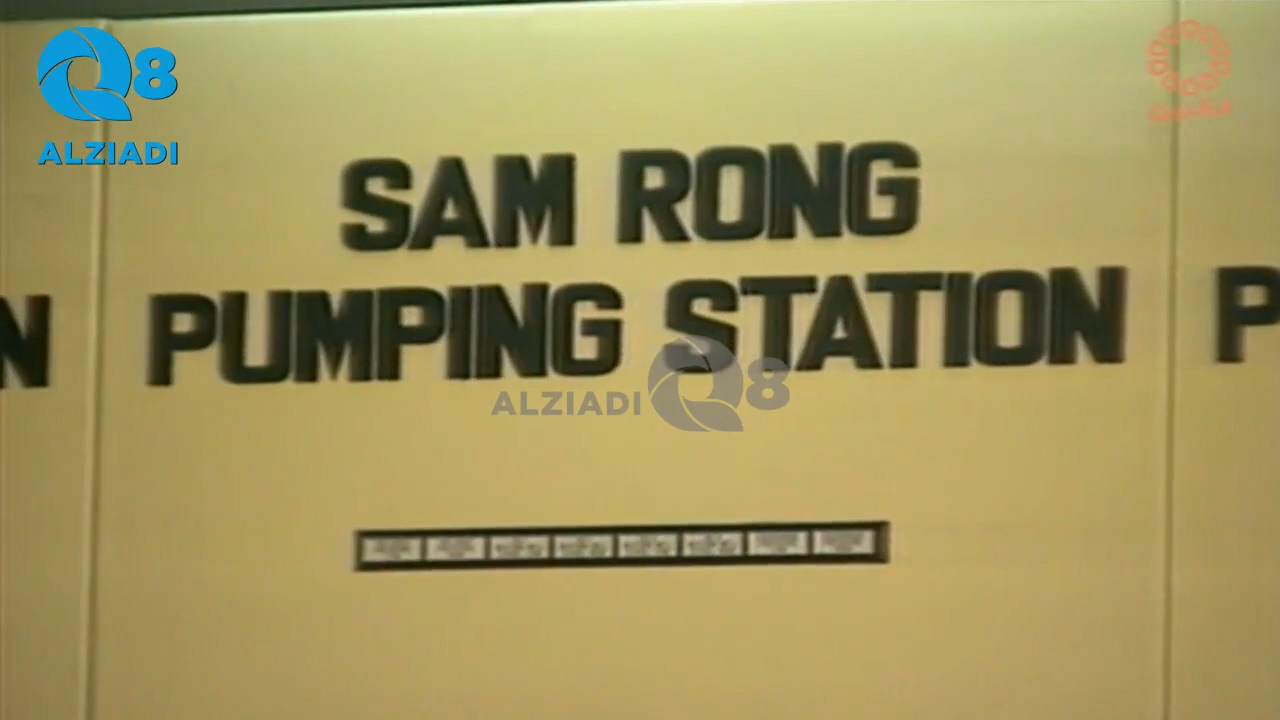 Q8
ALZIADI
SAM RONG
N PUMPING STATION P
ALZIADI Q8